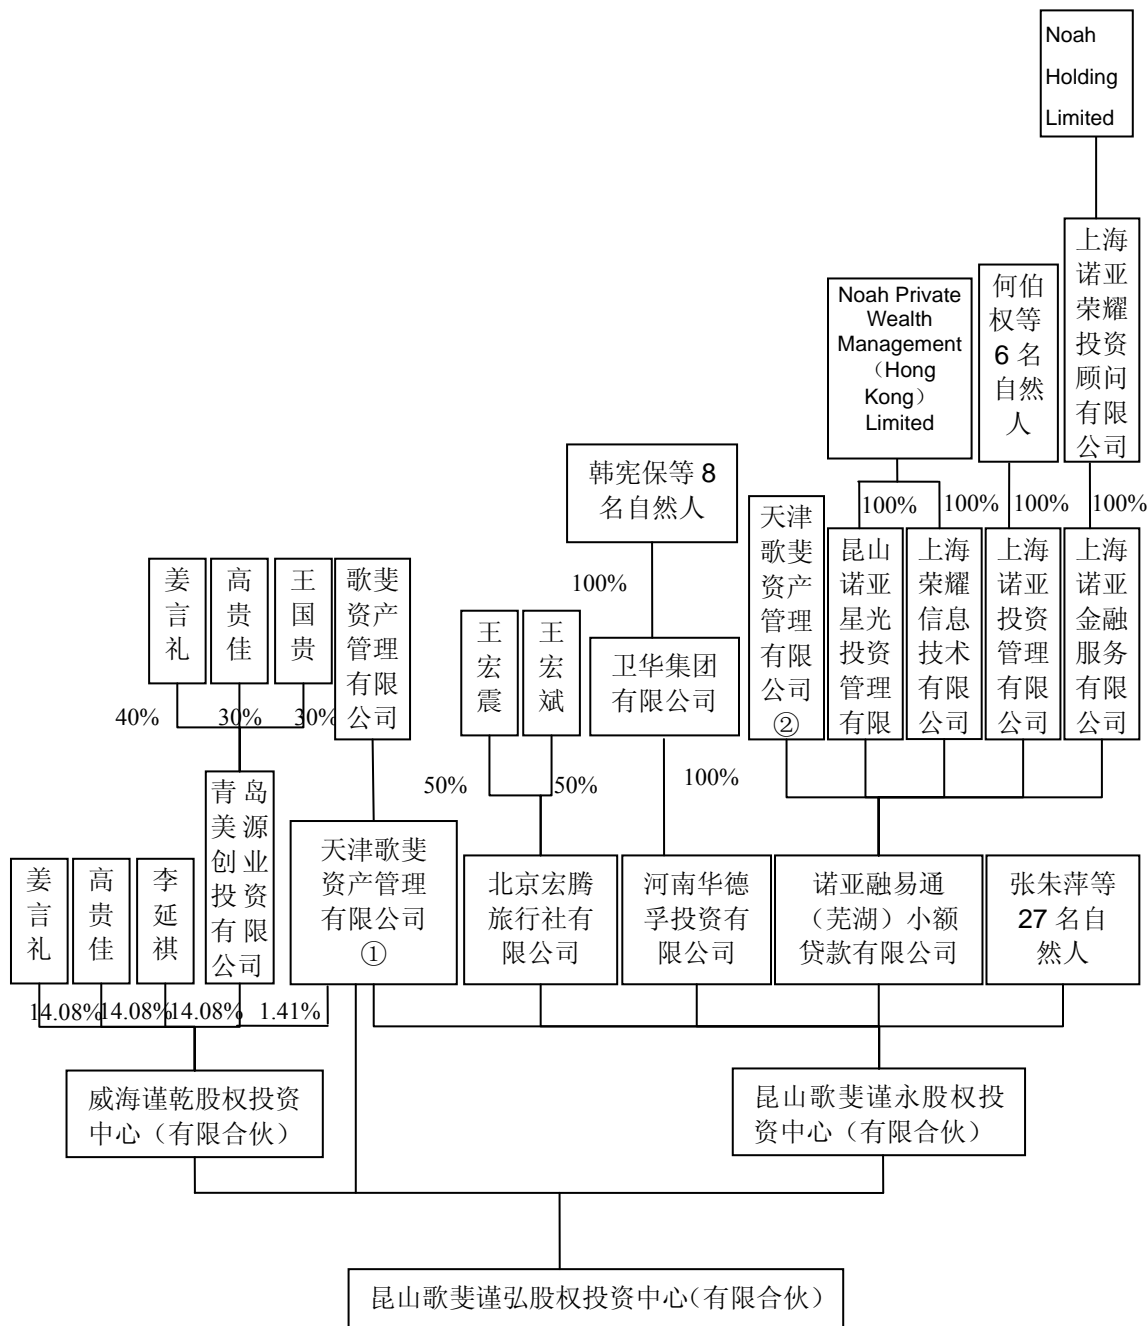 Noah
Holding
Limited
上海
诺亚
荣耀
投资
顾问
有限
公司
何伯
权等
6 名
自然
人
Noah Private
Wealth
Management
（Hong
Kong）
Limited
韩宪保等 8
名自然人
100%
100%
100%
100%
100%
天津
歌斐
资产
管理
有限
公司
②
昆山
诺亚
星光
投资
管理
有限
上海
荣耀
信息
技术
有限
公司
上海
诺亚
投资
管理
有限
公司
上海
诺亚
金融
服务
有限
公司
姜
言
礼
高
贵
佳
王
国
贵
歌斐
资产
管理
有限
公司
王
宏
震
王
宏
斌
卫华集团
有限公司
40%
30%
30%
50%
50%
100%
青 岛
美 源
创 业
投 资
有 限
公司
姜
言
礼
高
贵
佳
李
延
祺
天津歌斐
资产管理
有限公司
①
北京宏腾
旅行社有
限公司
河南华德
孚投资有
限公司
诺亚融易通
（芜湖）小额
贷款有限公司
张朱萍等
27 名自
然人
14.08%
14.08%
14.08%
1.41%
威海谨乾股权投资
中心（有限合伙）
昆山歌斐谨永股权投
资中心（有限合伙）
昆山歌斐谨弘股权投资中心（有限合伙）